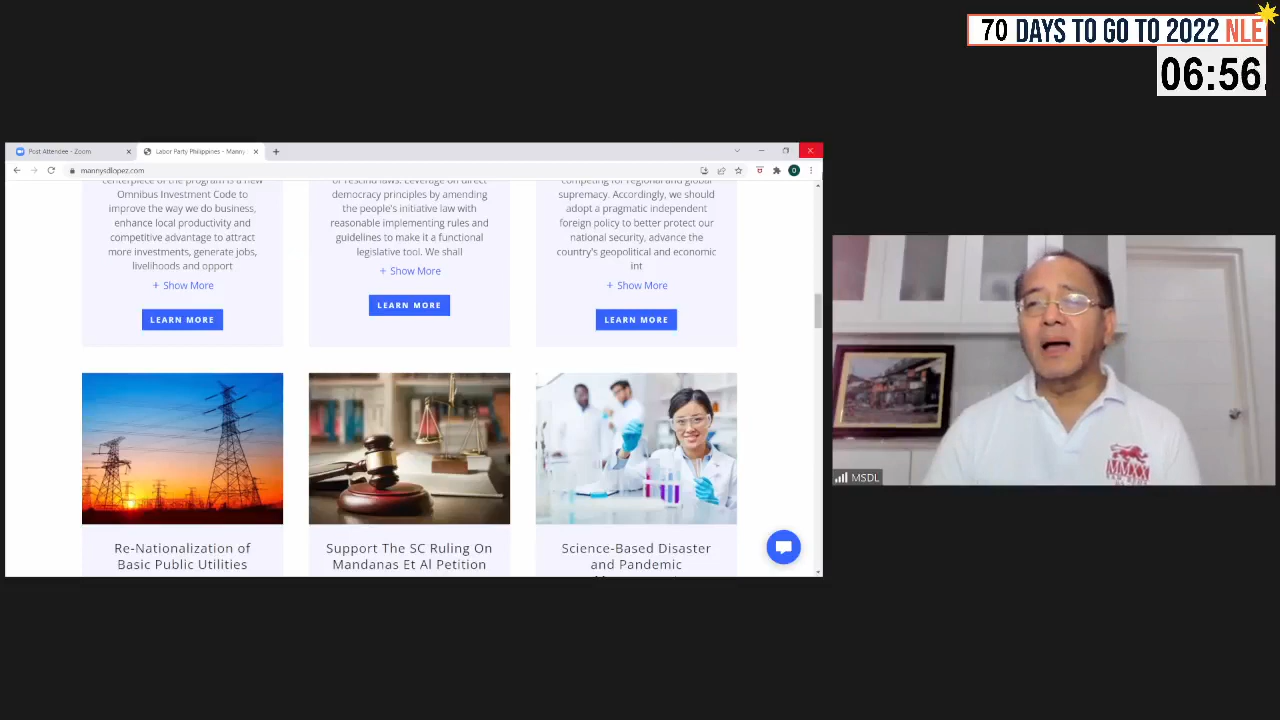 70 DAYS TO GO TO 2022 NLE
06:56
Post Attendee - Zoom
Labor Party Philippines - Manny
mannysdlopez.com
centerpiece of the program is a new
Omnibus Investment Code to
improve the way we do business,
enhance local productivity and
competitive advantage to attract
more investments, generate jobs,
livelihoods and opport
+ Show More
LEARN MORE
of rescind laws. Leverage on direct
democracy principles by amending
the people's initiative law with
reasonable implementing rules and
guidelines to make it a functional
legislative tool. We shall
+ Show More
LEARN MORE
competing for regional and global
supremacy. Accordingly, we should
adopt a pragmatic independent
foreign policy to better protect our
national security, advance the
country's geopolitical and economic
int
+ Show More
LEARN MORE
Re-Nationalization of
Basic Public Utilities
Support The SC Ruling On
Mandanas Et Al Petition
Science-Based Disaster
and Pandemic
MSDL
MMXX